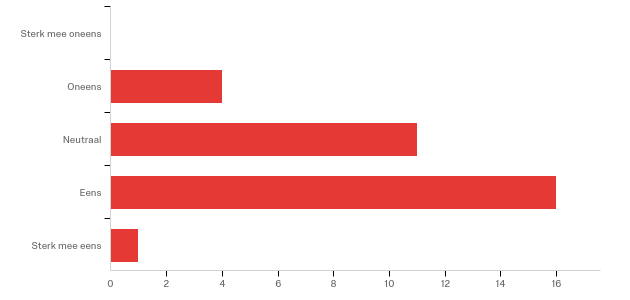 Sterk mee oneens
Oneens
Neutraal
Eens
Sterk mee eens
0 2 4 6 8 10 12 14 16